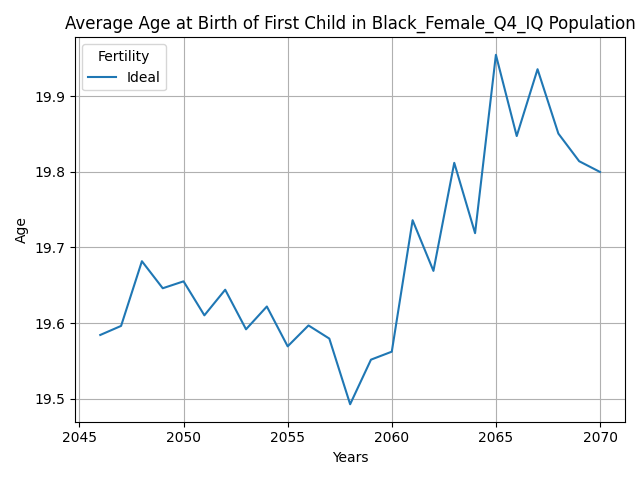 Average Age at Birth of First Child in Black_Female_Q4_IQ Population
Fertility
Ideal
Age
19.9
19.8
19.7
19.6
19.5
2045 2050 2055 2060 2065 2070
Years